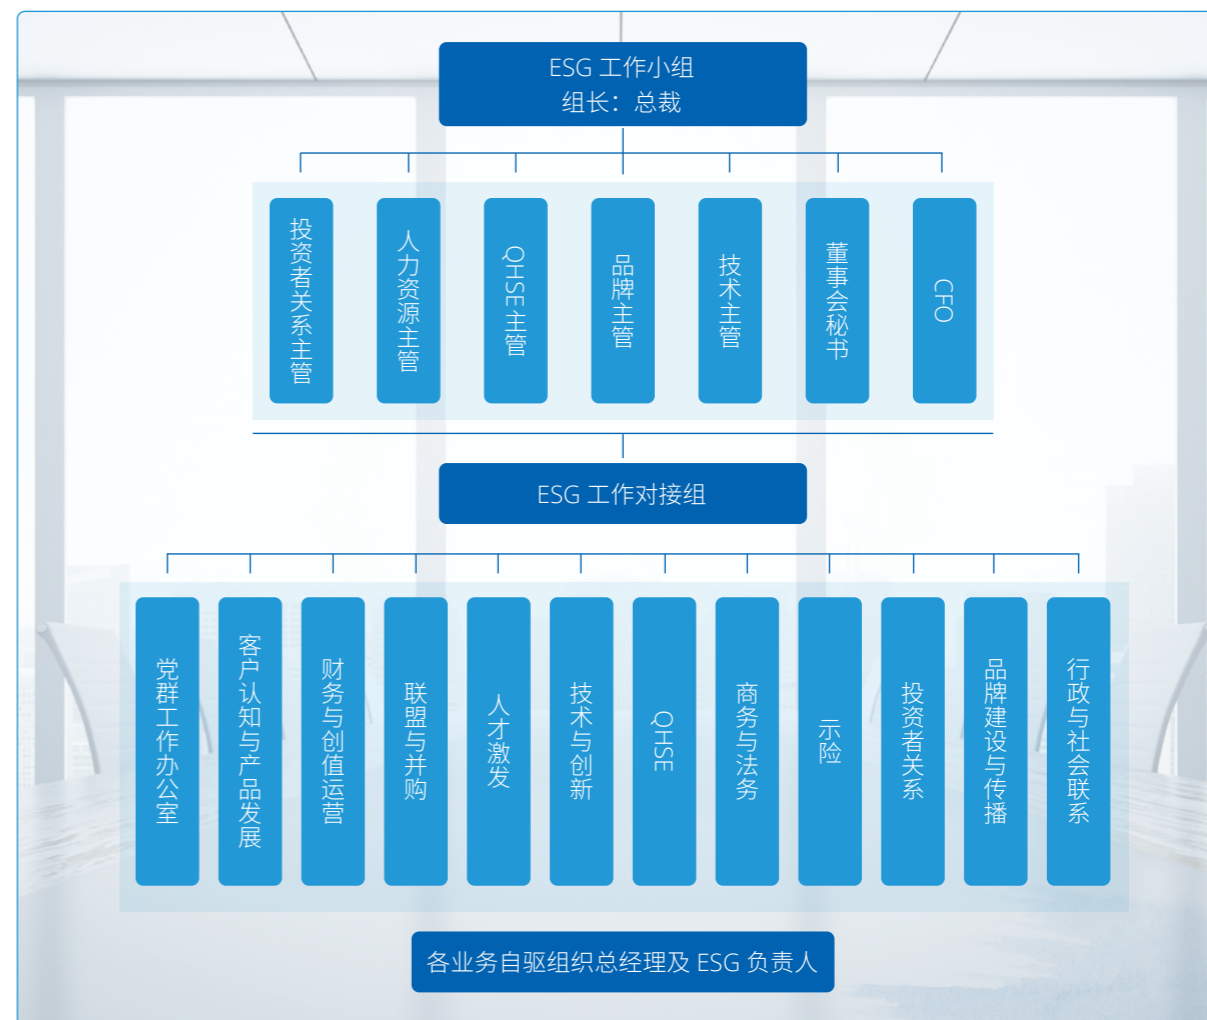 ESG 工作小组
组长：总裁
投资者关系主管
人力资源主管
QHSE主管
品牌主管
技术主管
董事会秘书
CFO
ESG 工作对接组
党群工作办公室
客户认知与产品发展
财务与创值运营
联盟与并购
人才激发
技术与创新
QHSE
商务与法务
示险
投资者关系
品牌建设与传播
行政与社会联系
各业务自驱组织总经理及 ESG 负责人